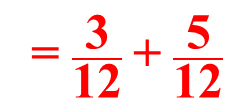 = 3/12 + 5/12